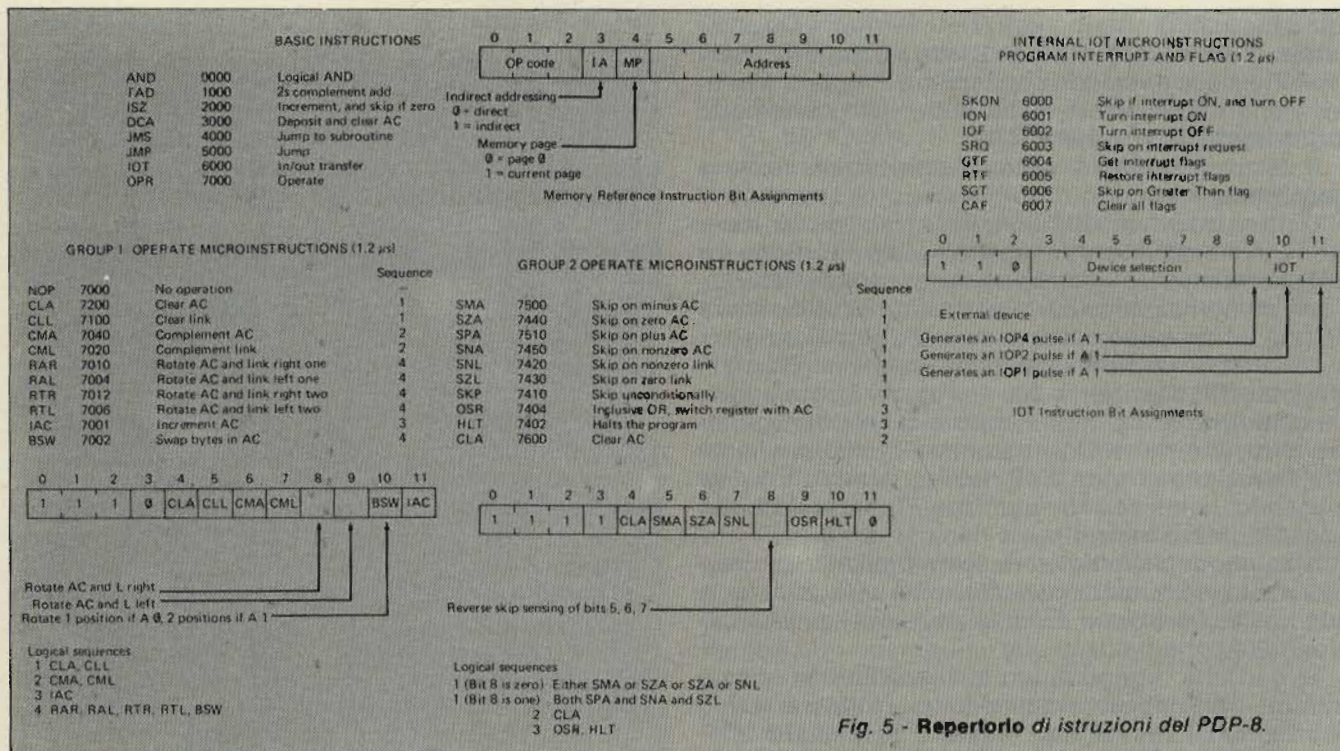 BASIC INSTRUCTIONS
AND 0000 Logical AND
TAD 1000 2s complement add
ISZ 2000 Increment, and skip if zero
DCA 3000 Deposit and clear AC
JMS 4000 Jump to subroutine
JMP 5000 Jump
IOT 6000 In/out transfer
OPR 7000 Operate
0 1 2 3 4 5 6 7 8 9 10 11
OP code IA MP Address
Indirect addressing
0 = direct
1 = indirect
Memory page
0 = page 0
1 = current page
Memory Reference Instruction Bit Assignments
INTERNAL IOT MICROINSTRUCTIONS
PROGRAM INTERRUPT AND FLAG (1.2 µs)
SKON 6000 Skip if interrupt ON, and turn OFF
ION 6001 Turn interrupt ON
IOF 6002 Turn interrupt OFF
SRQ 6003 Skip on interrupt request
GTF 6004 Get interrupt flags
RTF 6005 Restore interrupt flags
SGT 6006 Skip on Greater Than flag
CAF 6007 Clear all flags
GROUP 1 OPERATE MICROINSTRUCTIONS (1.2 µs)
Sequence
NOP 7000 No operation –
CLA 7200 Clear AC 1
CLL 7100 Clear link 1
CMA 7040 Complement AC 2
CML 7020 Complement link 2
RAR 7010 Rotate AC and link right one 4
RAL 7004 Rotate AC and link left one 4
RTR 7012 Rotate AC and link right two 4
RTL 7006 Rotate AC and link left two 4
IAC 7001 Increment AC 3
BSW 7002 Swap bytes in AC 4
0 1 2 3 4 5 6 7 8 9 10 11
1 1 1 0 CLA CLL CMA CML BSW IAC
Rotate AC and L right
Rotate AC and L left
Rotate 1 position if A 0, 2 positions if A 1
Logical sequences
1 CLA, CLL
2 CMA, CML
3 IAC
4 RAR, RAL, RTR, RTL, BSW
GROUP 2 OPERATE MICROINSTRUCTIONS (1.2 µs)
Sequence
SMA 7500 Skip on minus AC 1
SZA 7440 Skip on zero AC 1
SPA 7510 Skip on plus AC 1
SNA 7450 Skip on nonzero AC 1
SNL 7420 Skip on nonzero link 1
SZL 7430 Skip on zero link 1
SKP 7410 Skip unconditionally 1
OSR 7404 Inclusive OR, switch register with AC 3
HLT 7402 Halts the program 3
CLA 7600 Clear AC 2
0 1 2 3 4 5 6 7 8 9 10 11
1 1 1 1 CLA SMA SZA SNL OSR HLT 0
Reverse skip sensing of bits 5, 6, 7
Logical sequences
1 (Bit 8 is zero) Either SMA or SZA or SZA or SNL
1 (Bit 8 is one) Both SPA and SNA and SZL
2 CLA
3 OSR, HLT
0 1 2 3 4 5 6 7 8 9 10 11
1 1 0 Device selection IOT
External device
Generates an IOP4 pulse if A 1
Generates an IOP2 pulse if A 1
Generates an IOP1 pulse if A 1
IOT Instruction Bit Assignments
Fig. 5 - Repertorio di istruzioni del PDP-8.